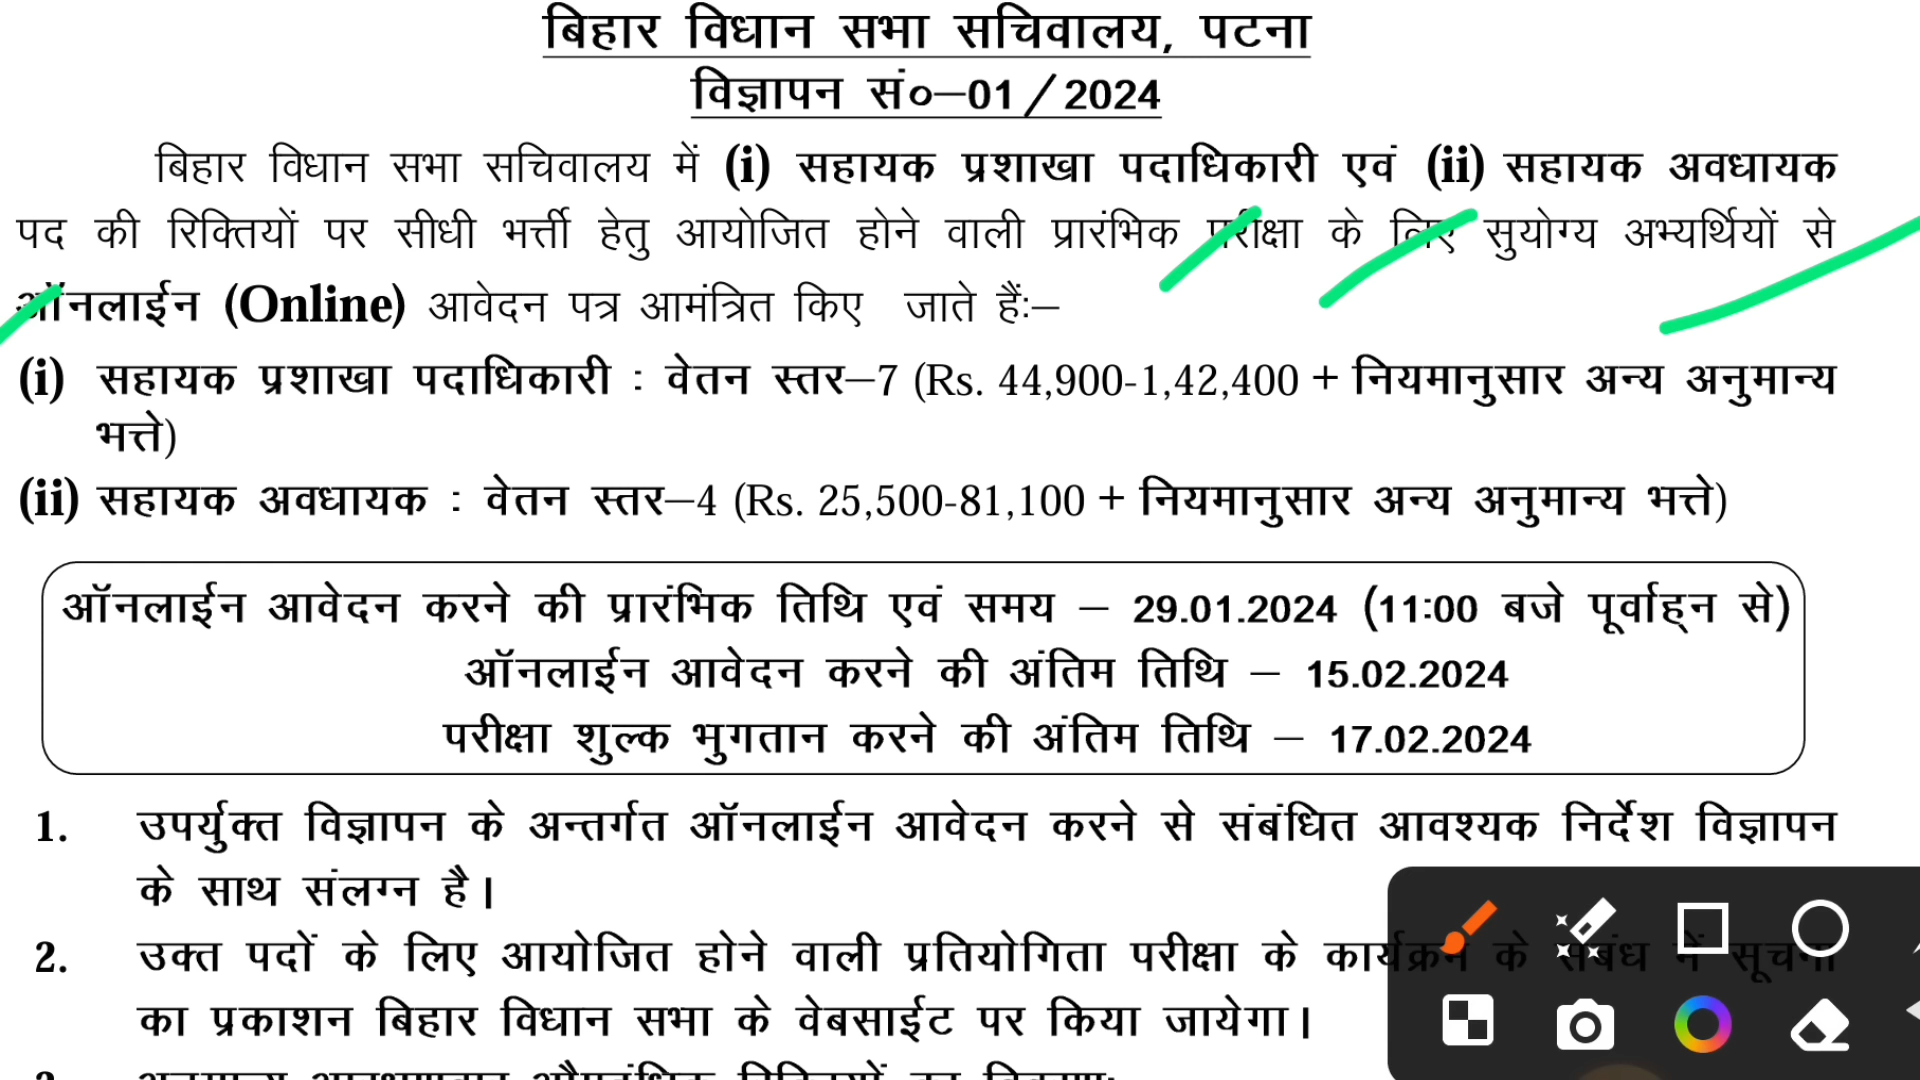 बिहार विधान सभा सचिवालय, पटना
विज्ञापन सं०–01/2024
बिहार विधान सभा सचिवालय में (i) सहायक प्रशाखा पदाधिकारी एवं (ii) सहायक अवधायक
पद की रिक्तियों पर सीधी भर्त्ती हेतु आयोजित होने वाली प्रारंभिक परीक्षा के लिए सुयोग्य अभ्यर्थियों से
ऑनलाईन (Online) आवेदन पत्र आमंत्रित किए जाते हैं:–
(i) सहायक प्रशाखा पदाधिकारी : वेतन स्तर–7 (Rs. 44,900-1,42,400 + नियमानुसार अन्य अनुमान्य
भत्ते)
(ii) सहायक अवधायक : वेतन स्तर–4 (Rs. 25,500-81,100 + नियमानुसार अन्य अनुमान्य भत्ते)
ऑनलाईन आवेदन करने की प्रारंभिक तिथि एवं समय – 29.01.2024 (11:00 बजे पूर्वाह्न से)
ऑनलाईन आवेदन करने की अंतिम तिथि – 15.02.2024
परीक्षा शुल्क भुगतान करने की अंतिम तिथि – 17.02.2024
1. उपर्युक्त विज्ञापन के अन्तर्गत ऑनलाईन आवेदन करने से संबंधित आवश्यक निर्देश विज्ञापन
के साथ संलग्न है।
2. उक्त पदों के लिए आयोजित होने वाली प्रतियोगिता परीक्षा के कार्यक्रम के संबंध में सूचना
का प्रकाशन बिहार विधान सभा के वेबसाईट पर किया जायेगा।